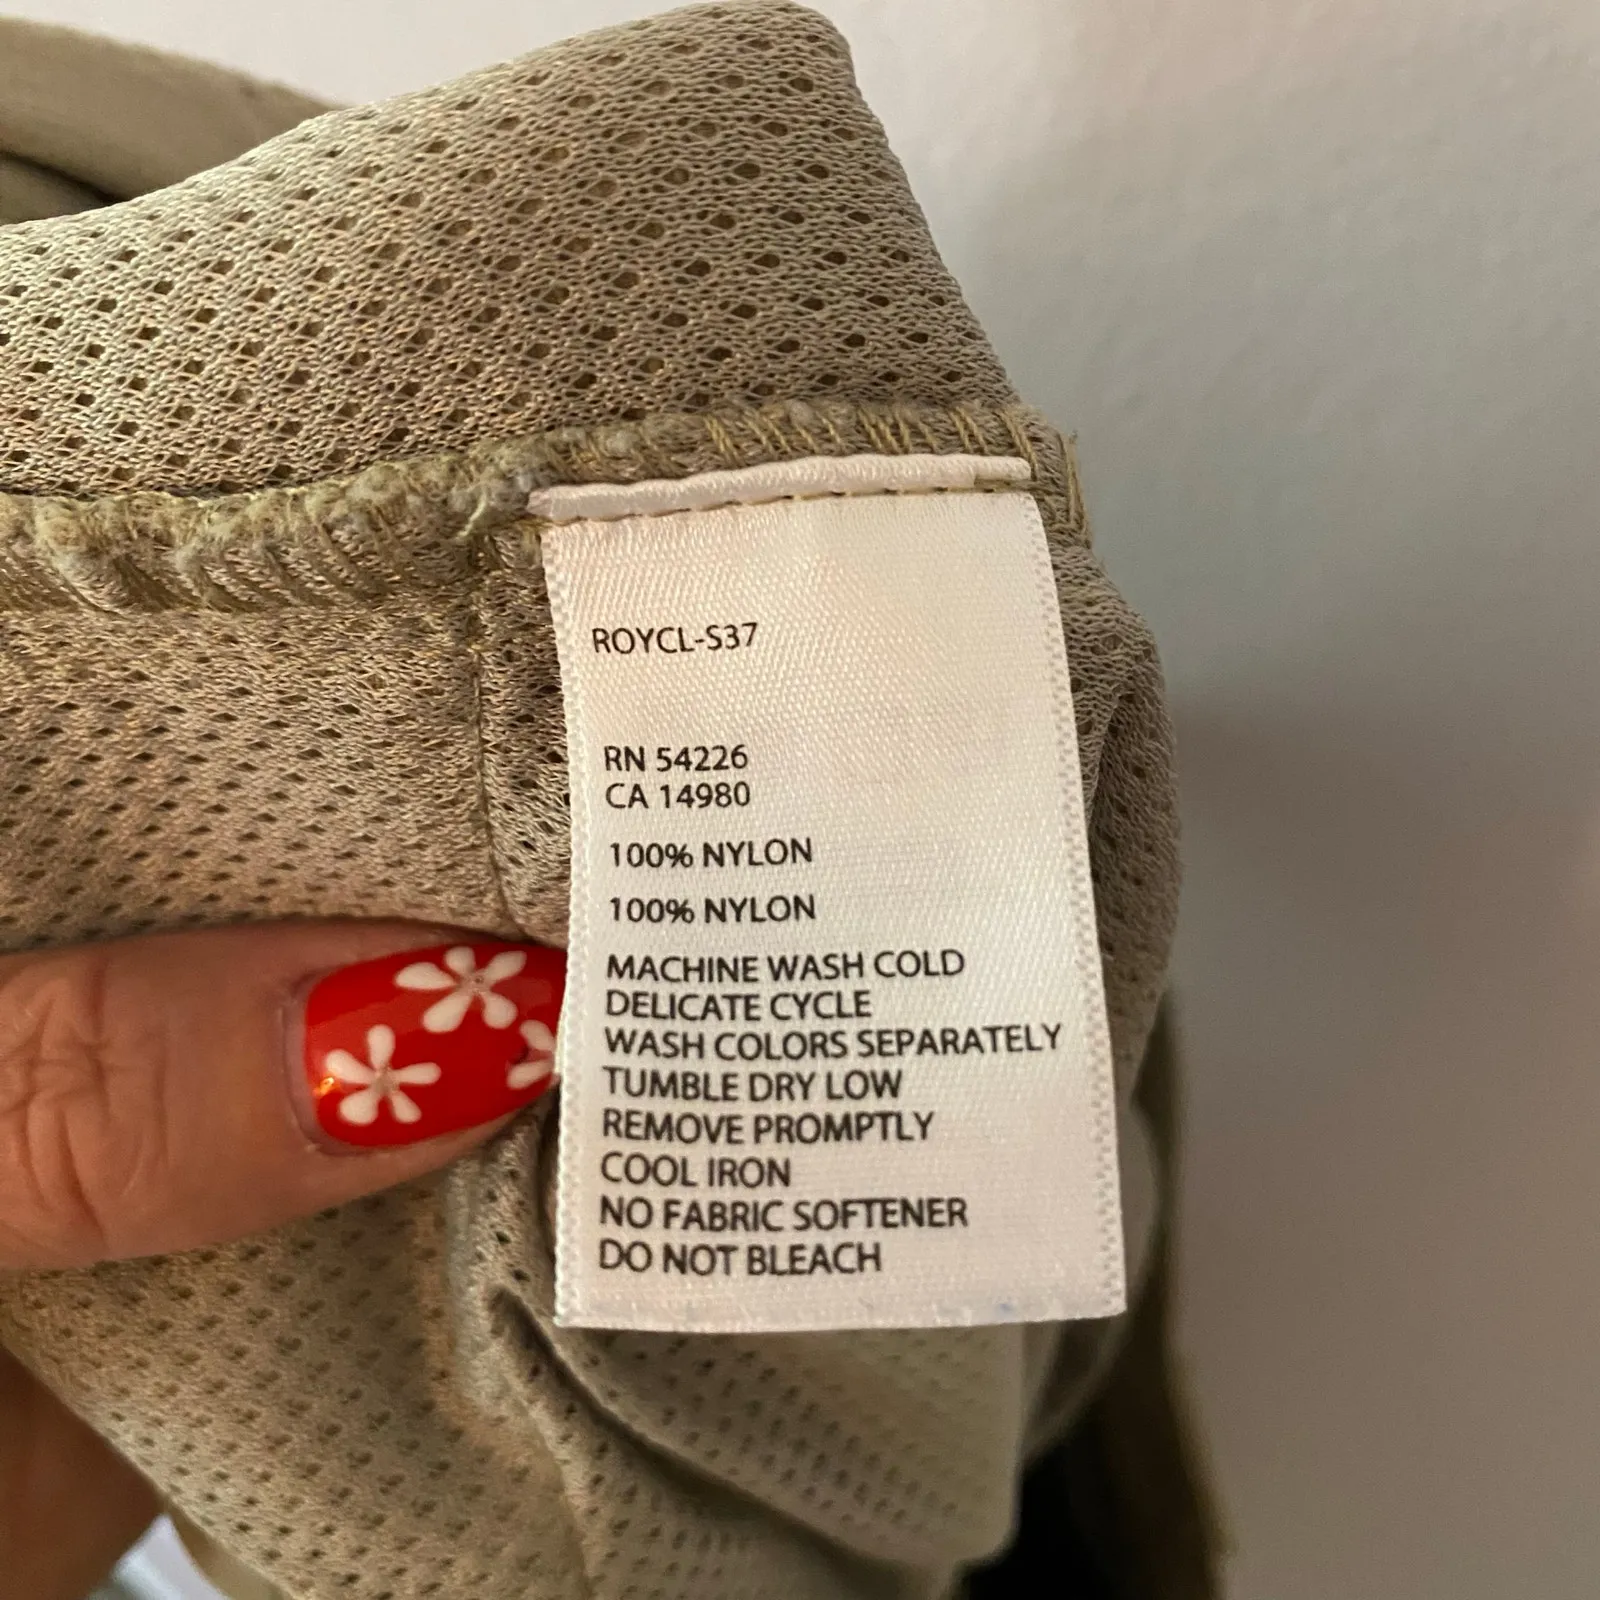 ROYCL-S37
RN 54226
CA 14980
100% NYLON
100% NYLON
MACHINE WASH COLD
DELICATE CYCLE
WASH COLORS SEPARATELY
TUMBLE DRY LOW
REMOVE PROMPTLY
COOL IRON
NO FABRIC SOFTENER
DO NOT BLEACH